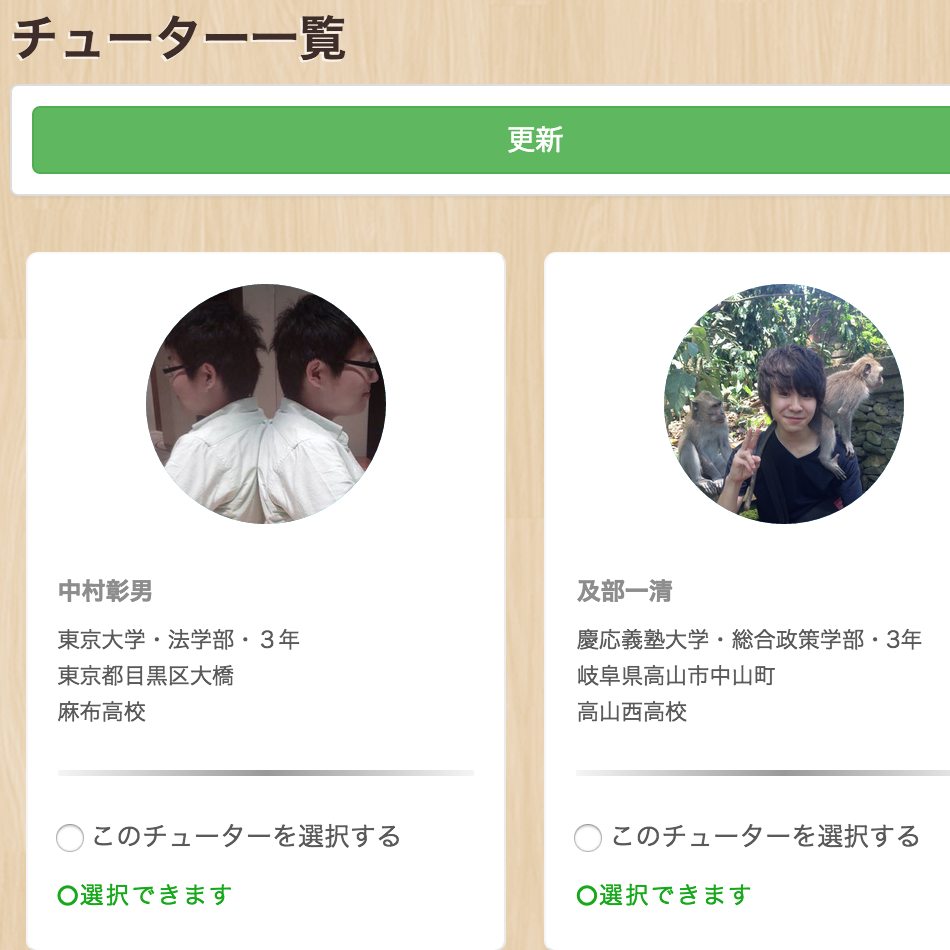 チューター一覧
更新
中村彰男
東京大学・法学部・３年
東京都目黒区大橋
麻布高校
このチューターを選択する
○選択できます
及部一清
慶応義塾大学・総合政策学部・3年
岐阜県高山市中山町
高山西高校
このチューターを選択する
○選択できます